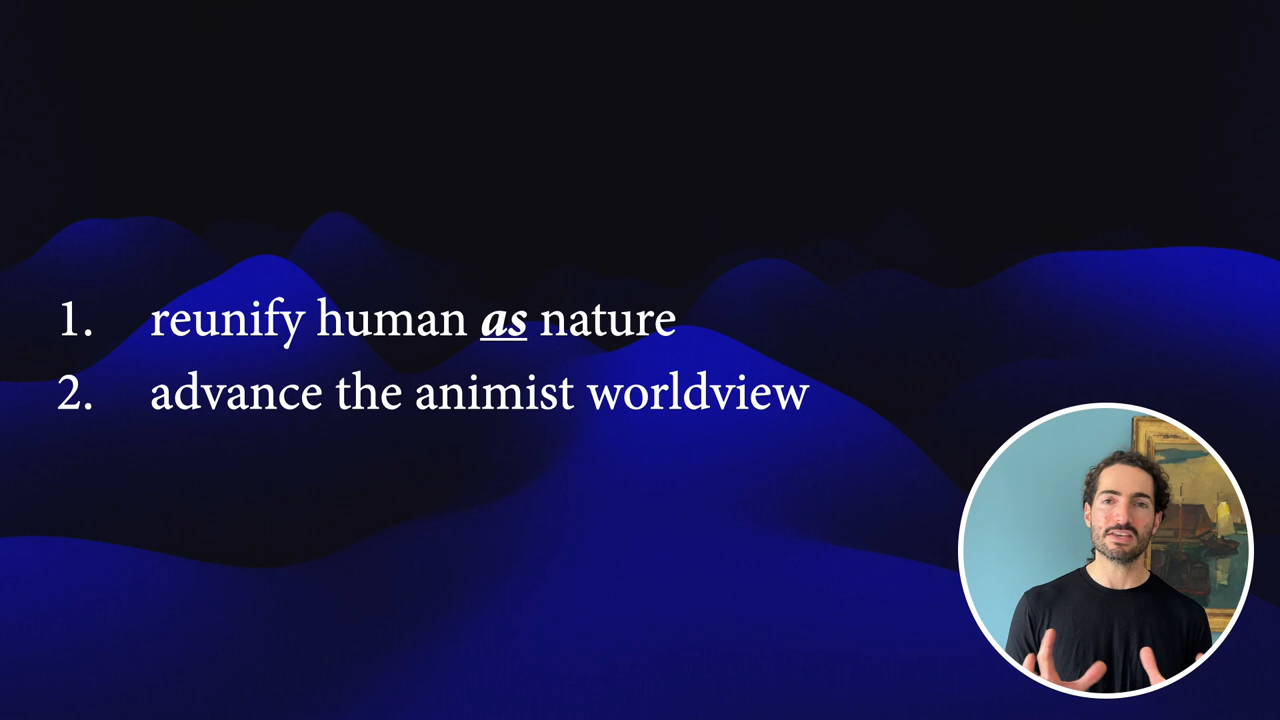 1. reunify human as nature
2. advance the animist worldview